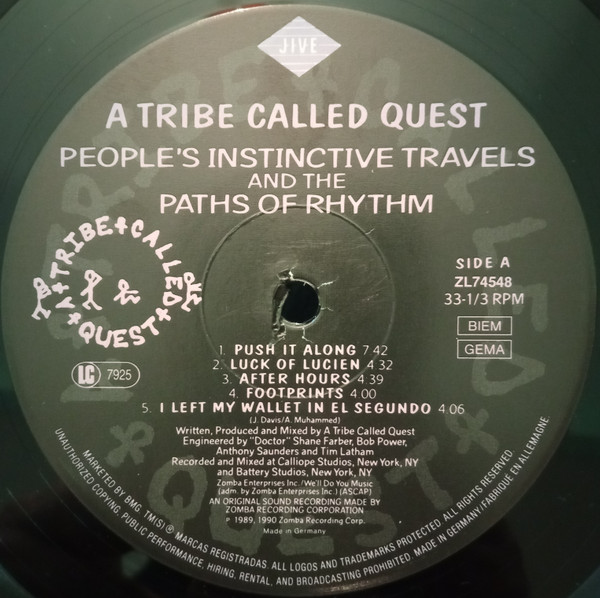 JIVE
A TRIBE CALLED QUEST
PEOPLE'S INSTINCTIVE TRAVELS
AND THE
PATHS OF RHYTHM
A TRIBE CALLED QUEST
SIDE A
ZL74548
33-1/3 RPM
BIEM
GEMA
LC 7925
1. PUSH IT ALONG 7 42
2. LUCK OF LUCIEN 4 32
3. AFTER HOURS 4:39
4. FOOTPRINTS 4 00
5. I LEFT MY WALLET IN EL SEGUNDO 4 06
(J. Davis/A. Muhammed)
Written, Produced and Mixed by A Tribe Called Quest
Engineered by "Doctor" Shane Farber, Bob Power,
Anthony Saunders and Tim Latham
Recorded and Mixed at Calliope Studios, New York, NY
and Battery Studios, New York, NY
Zomba Enterprises Inc./We'll Do You Music
(adm. by Zomba Enterprises Inc.) (ASCAP)
AN ORIGINAL SOUND RECORDING MADE BY
ZOMBA RECORDING CORPORATION
℗ 1989, 1990 Zomba Recording Corp.
Made in Germany
MARKETED BY BMG. TM(S) ® MARCAS REGISTRADAS. ALL LOGOS AND TRADEMARKS PROTECTED. ALL RIGHTS RESERVED.
UNAUTHORIZED COPYING, PUBLIC PERFORMANCE, HIRING, RENTAL, AND BROADCASTING PROHIBITED. MADE IN GERMANY/FABRIQUÉ EN ALLEMAGNE.